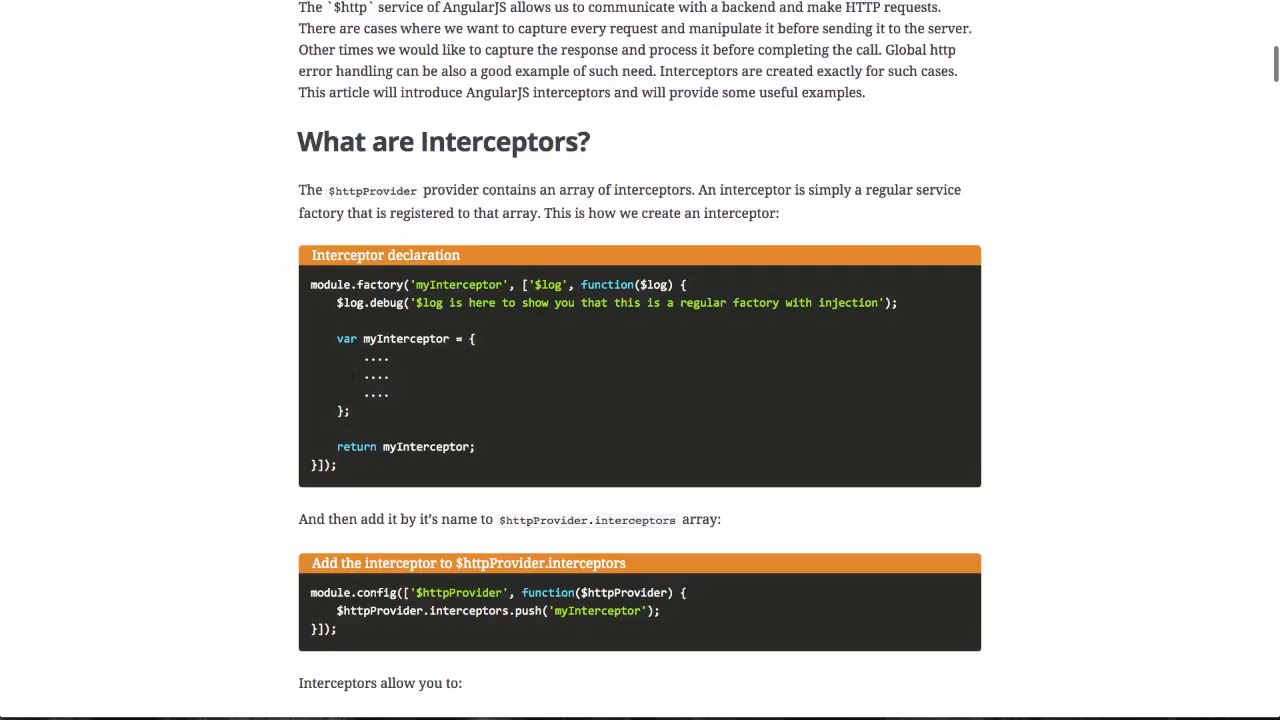 The `$http` service of AngularJS allows us to communicate with a backend and make HTTP requests.
There are cases where we want to capture every request and manipulate it before sending it to the server.
Other times we would like to capture the response and process it before completing the call. Global http
error handling can be also a good example of such need. Interceptors are created exactly for such cases.
This article will introduce AngularJS interceptors and will provide some useful examples.
What are Interceptors?
The $httpProvider provider contains an array of interceptors. An interceptor is simply a regular service
factory that is registered to that array. This is how we create an interceptor:
Interceptor declaration
module.factory('myInterceptor', ['$log', function($log) {
    $log.debug('$log is here to show you that this is a regular factory with injection');
    var myInterceptor = {
        ....
        ....
        ....
    };
    return myInterceptor;
}]);
And then add it by it’s name to $httpProvider.interceptors array:
Add the interceptor to $httpProvider.interceptors
module.config(['$httpProvider', function($httpProvider) {
    $httpProvider.interceptors.push('myInterceptor');
}]);
Interceptors allow you to: